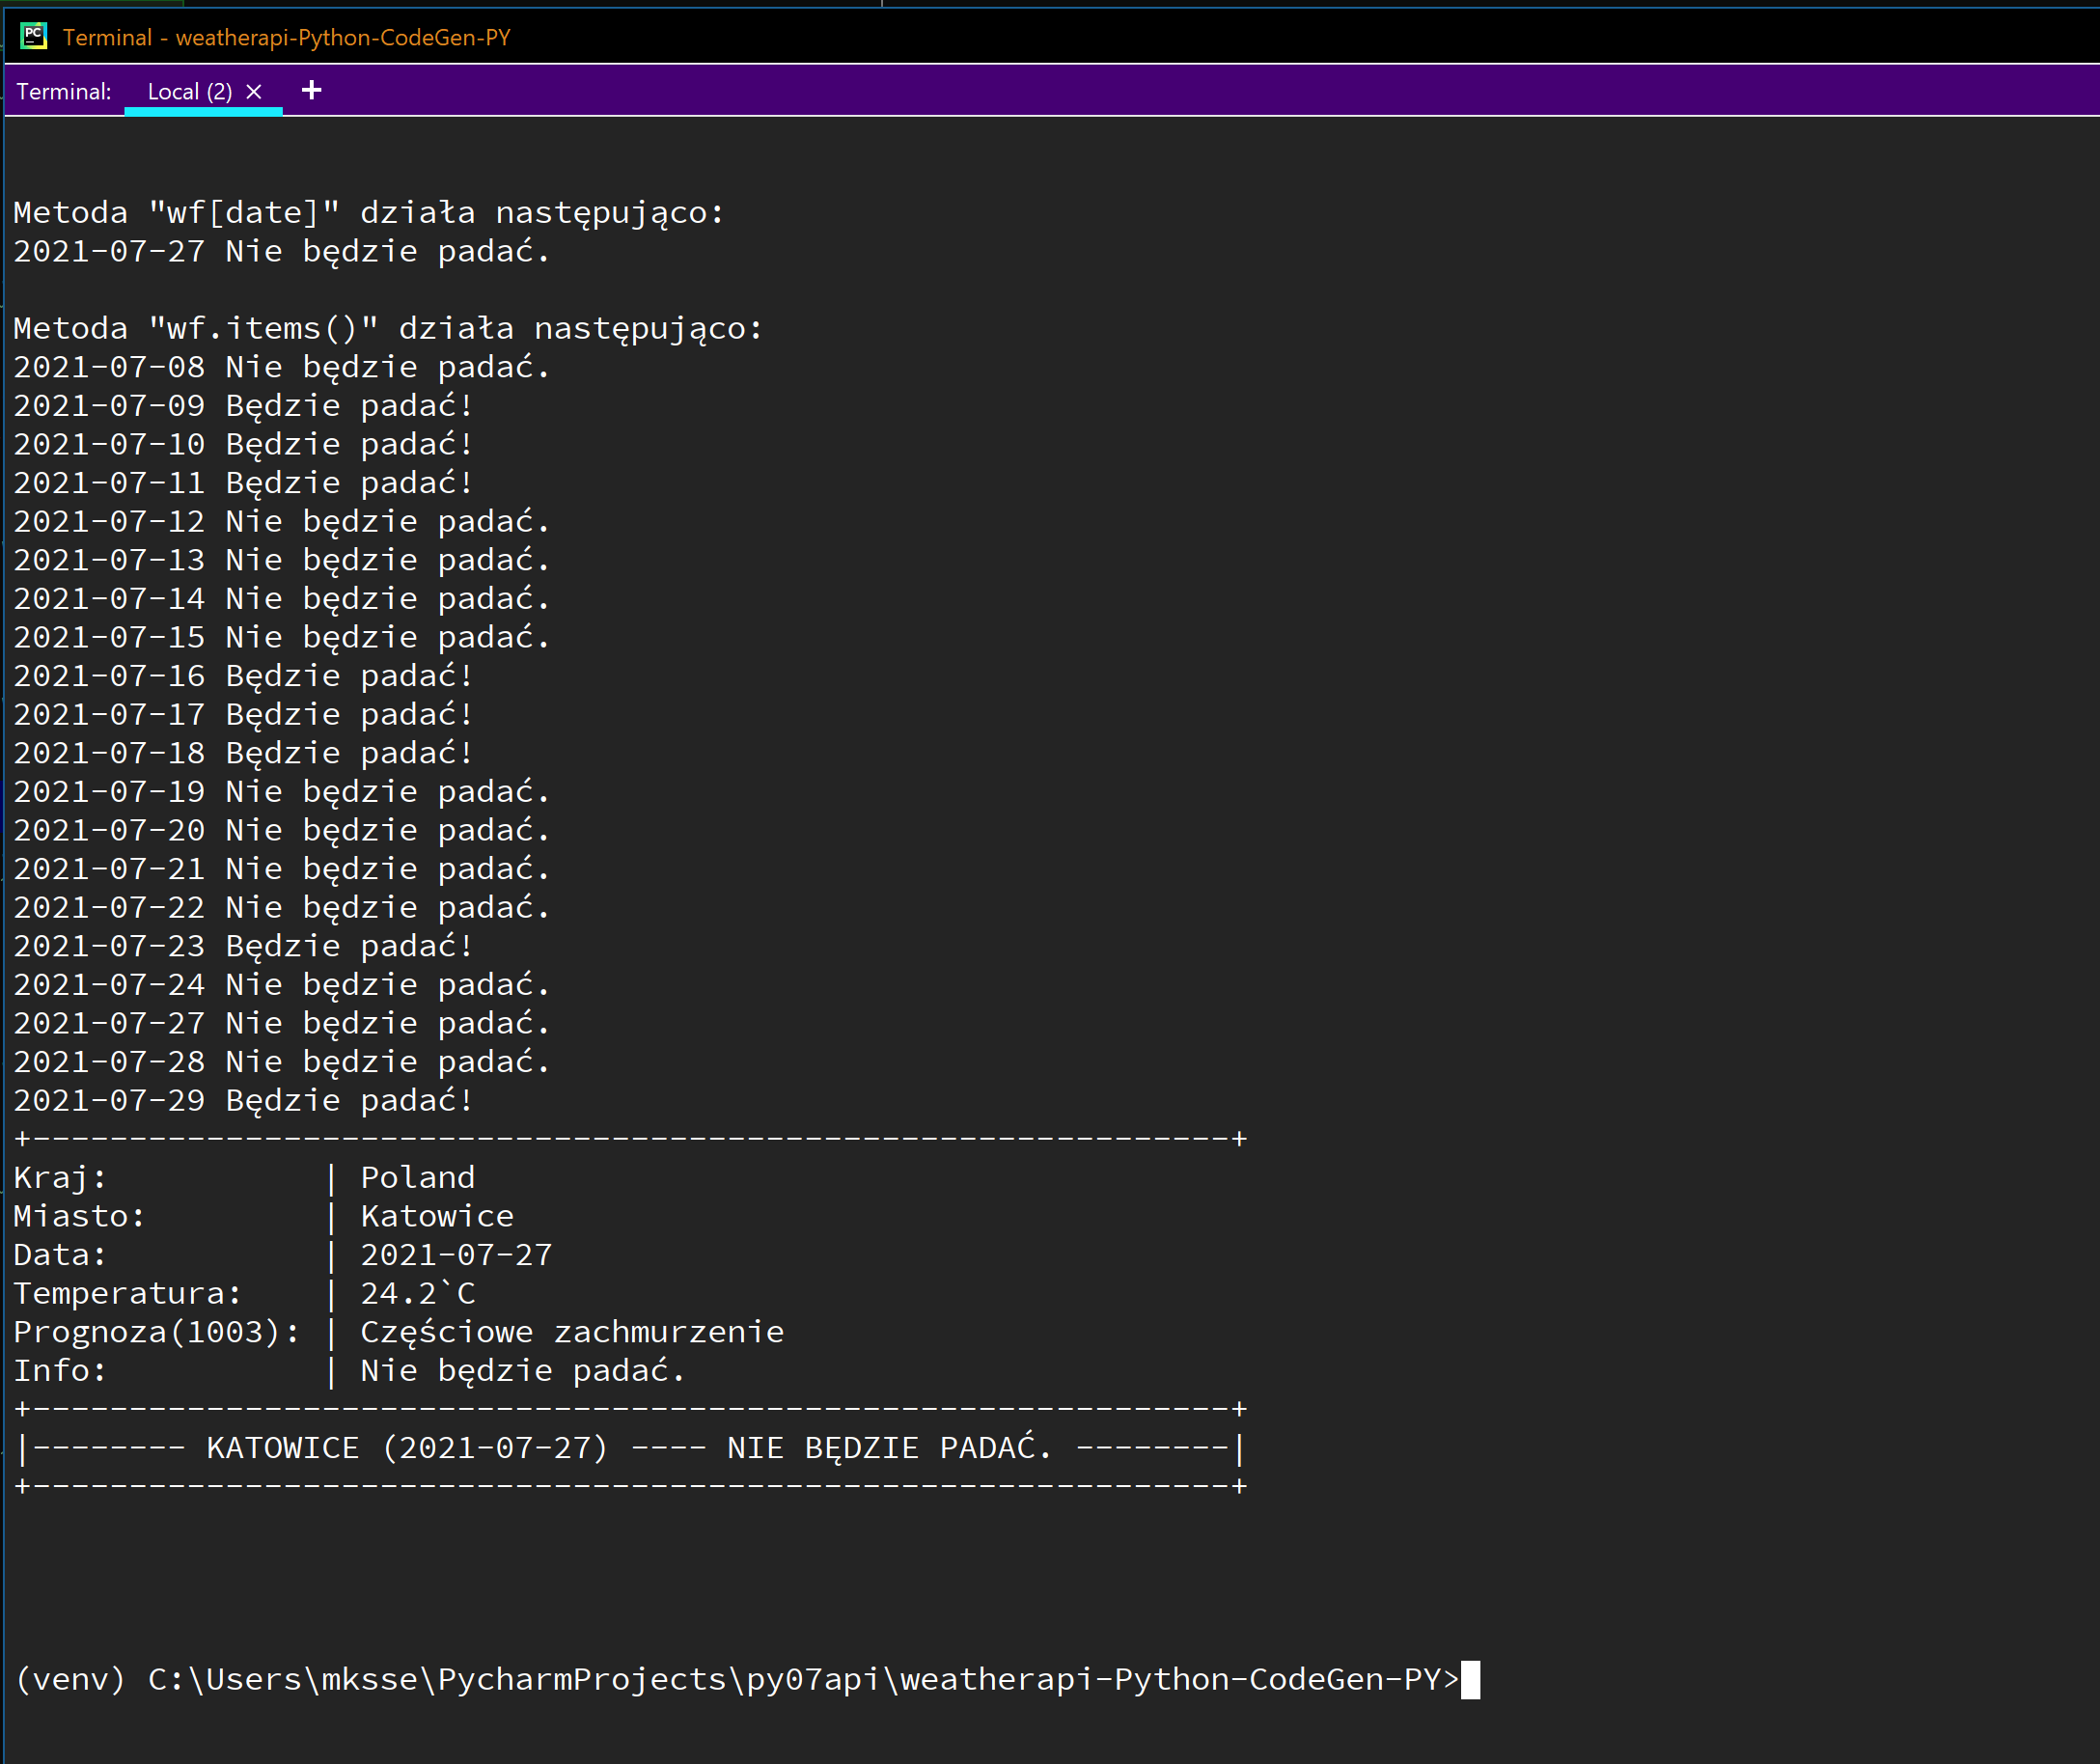 PC
Terminal - weatherapi-Python-CodeGen-PY
Terminal: Local (2) × +
Metoda "wf[date]" działa następująco:
2021-07-27 Nie będzie padać.
Metoda "wf.items()" działa następująco:
2021-07-08 Nie będzie padać.
2021-07-09 Będzie padać!
2021-07-10 Będzie padać!
2021-07-11 Będzie padać!
2021-07-12 Nie będzie padać.
2021-07-13 Nie będzie padać.
2021-07-14 Nie będzie padać.
2021-07-15 Nie będzie padać.
2021-07-16 Będzie padać!
2021-07-17 Będzie padać!
2021-07-18 Będzie padać!
2021-07-19 Nie będzie padać.
2021-07-20 Nie będzie padać.
2021-07-21 Nie będzie padać.
2021-07-22 Nie będzie padać.
2021-07-23 Będzie padać!
2021-07-24 Nie będzie padać.
2021-07-27 Nie będzie padać.
2021-07-28 Nie będzie padać.
2021-07-29 Będzie padać!
+--------------------------------------------------------------+
Kraj:            | Poland
Miasto:          | Katowice
Data:            | 2021-07-27
Temperatura:     | 24.2`C
Prognoza(1003): | Częściowe zachmurzenie
Info:            | Nie będzie padać.
+--------------------------------------------------------------+
|-------- KATOWICE (2021-07-27) ---- NIE BĘDZIE PADAĆ. --------|
+--------------------------------------------------------------+
(venv) C:\Users\mksse\PycharmProjects\py07api\weatherapi-Python-CodeGen-PY>